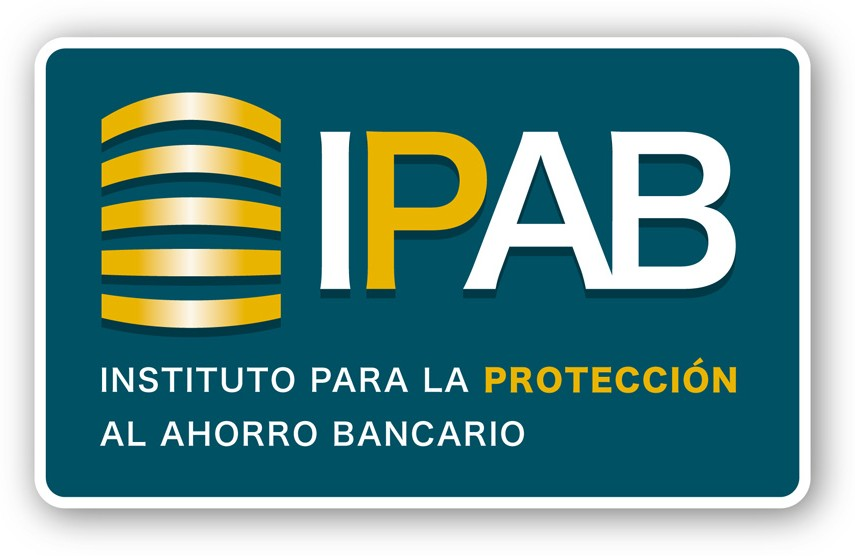 IPAB
INSTITUTO PARA LA PROTECCIÓN
AL AHORRO BANCARIO